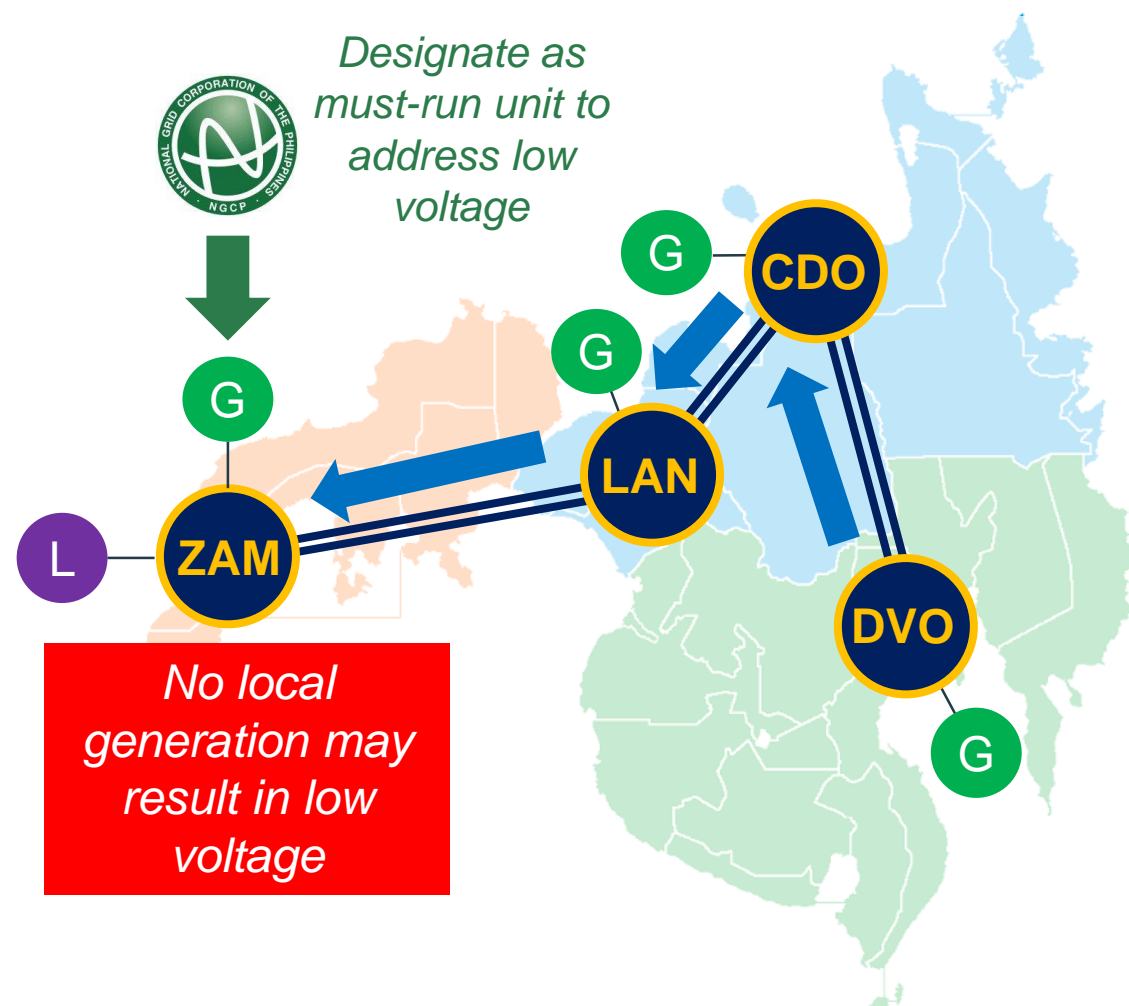 Designate as
must-run unit to
address low
voltage
NATIONAL GRID CORPORATION OF THE PHILIPPINES
· NGCP ·
G
CDO
G
G
LAN
L
ZAM
DVO
G
No local
generation may
result in low
voltage